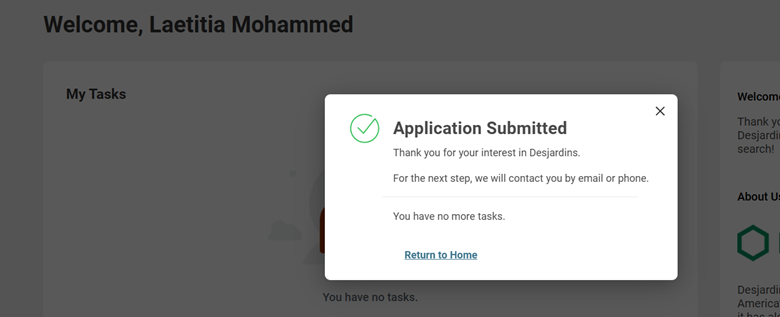 Welcome, Laetitia Mohammed
My Tasks
Application Submitted
Thank you for your interest in Desjardins.
For the next step, we will contact you by email or phone.
You have no more tasks.
Return to Home
You have no tasks.
Welcome
Thank yo
Desjardin
search!
About Us
Desjardi
America
it has al